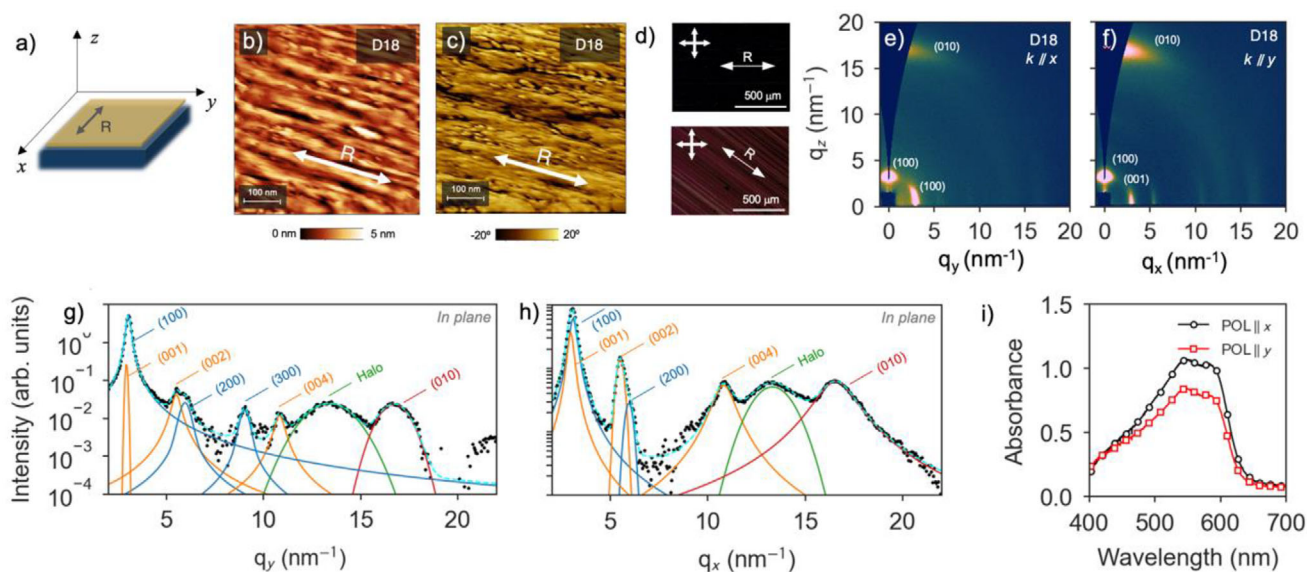 a)
z
y
x
R
b)
D18
R
100 nm
0 nm
5 nm
c)
D18
R
100 nm
-20º
20º
d)
R
500 µm
R
500 µm
e)
D18
k // x
(010)
(100)
(100)
20
15
10
5
0
qz (nm-1)
0 5 10 15 20
qy (nm-1)
f)
D18
k // y
(010)
(100)
(001)
0 5 10 15 20
qx (nm-1)
g)
In plane
(100)
(001)
(002)
(200)
(300)
(004)
Halo
(010)
10-1
10-2
10-3
10-4
Intensity (arb. units)
5 10 15 20
qy (nm-1)
h)
In plane
(100)
(001)
(002)
(200)
(004)
Halo
(010)
5 10 15 20
qx (nm-1)
i)
POL || x
POL || y
1.5
1.0
0.5
0.0
Absorbance
400 500 600 700
Wavelength (nm)